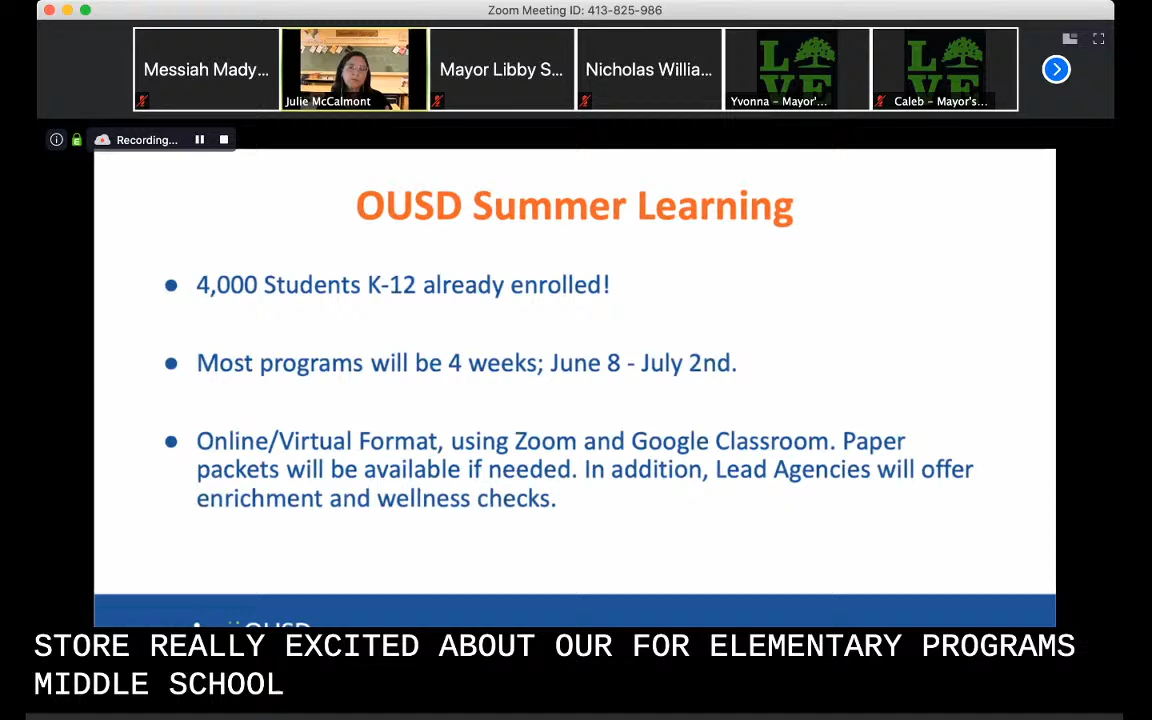 Zoom Meeting ID: 413-825-986
Messiah Mady...
Julie McCalmont
Mayor Libby S...
Nicholas Willia...
L VE
Yvonna - Mayor'...
L VE
Caleb - Mayor's...
Recording...
OUSD Summer Learning
● 4,000 Students K-12 already enrolled!
● Most programs will be 4 weeks; June 8 - July 2nd.
● Online/Virtual Format, using Zoom and Google Classroom. Paper
packets will be available if needed. In addition, Lead Agencies will offer
enrichment and wellness checks.
OUSD
STORE REALLY EXCITED ABOUT OUR FOR ELEMENTARY PROGRAMS
MIDDLE SCHOOL